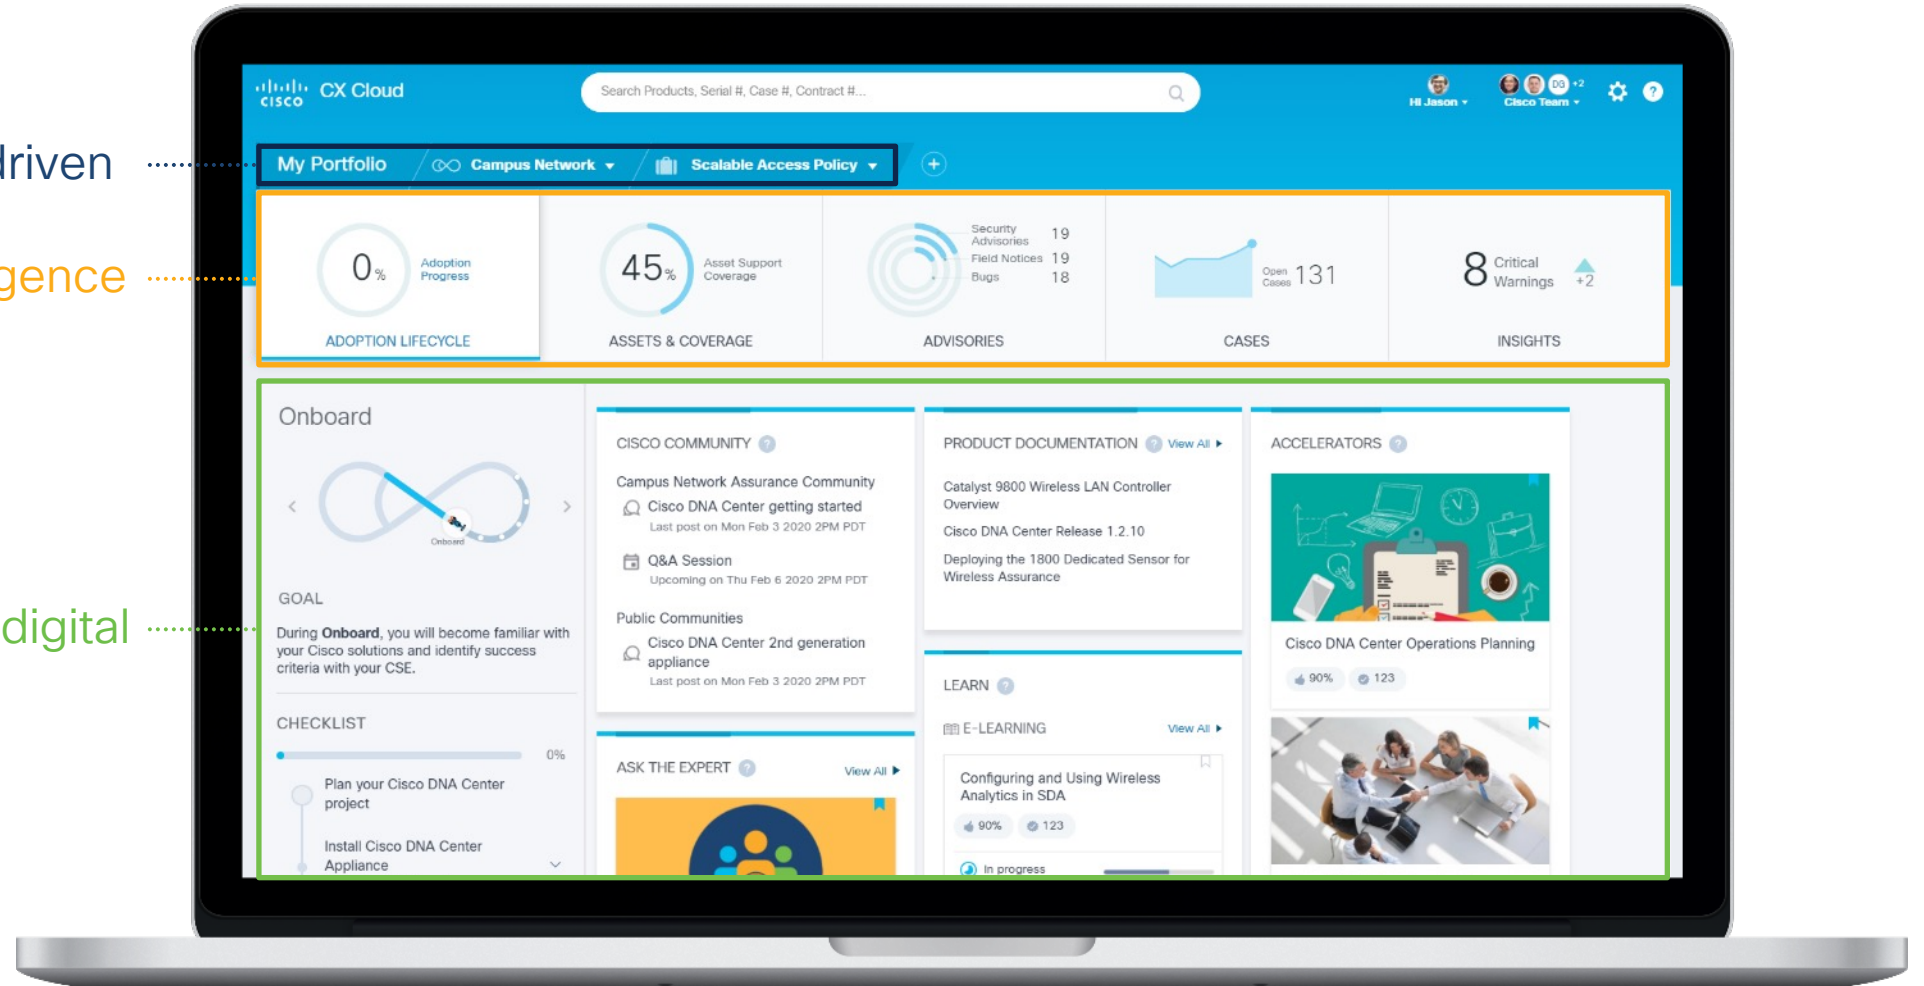 CISCO CX Cloud
Search Products, Serial #, Case #, Contract #...
Hi Jason
DG +2
Cisco Team
?
driven
My Portfolio
Campus Network
Scalable Access Policy
+
gence
0%
Adoption
Progress
ADOPTION LIFECYCLE
45%
Asset Support
Coverage
ASSETS & COVERAGE
Security
Advisories 19
Field Notices 19
Bugs 18
ADVISORIES
Open
Cases 131
CASES
8 Critical
Warnings +2
INSIGHTS
digital
Onboard
< >
Onboard
GOAL
During Onboard, you will become familiar with
your Cisco solutions and identify success
criteria with your CSE.
CHECKLIST
0%
Plan your Cisco DNA Center
project
Install Cisco DNA Center
Appliance
CISCO COMMUNITY ?
Campus Network Assurance Community
Cisco DNA Center getting started
Last post on Mon Feb 3 2020 2PM PDT
Q&A Session
Upcoming on Thu Feb 6 2020 2PM PDT
Public Communities
Cisco DNA Center 2nd generation
appliance
Last post on Mon Feb 3 2020 2PM PDT
ASK THE EXPERT ? View All
PRODUCT DOCUMENTATION ? View All
Catalyst 9800 Wireless LAN Controller
Overview
Cisco DNA Center Release 1.2.10
Deploying the 1800 Dedicated Sensor for
Wireless Assurance
LEARN ?
E-LEARNING View All
Configuring and Using Wireless
Analytics in SDA
90% 123
In progress
ACCELERATORS ?
Cisco DNA Center Operations Planning
90% 123